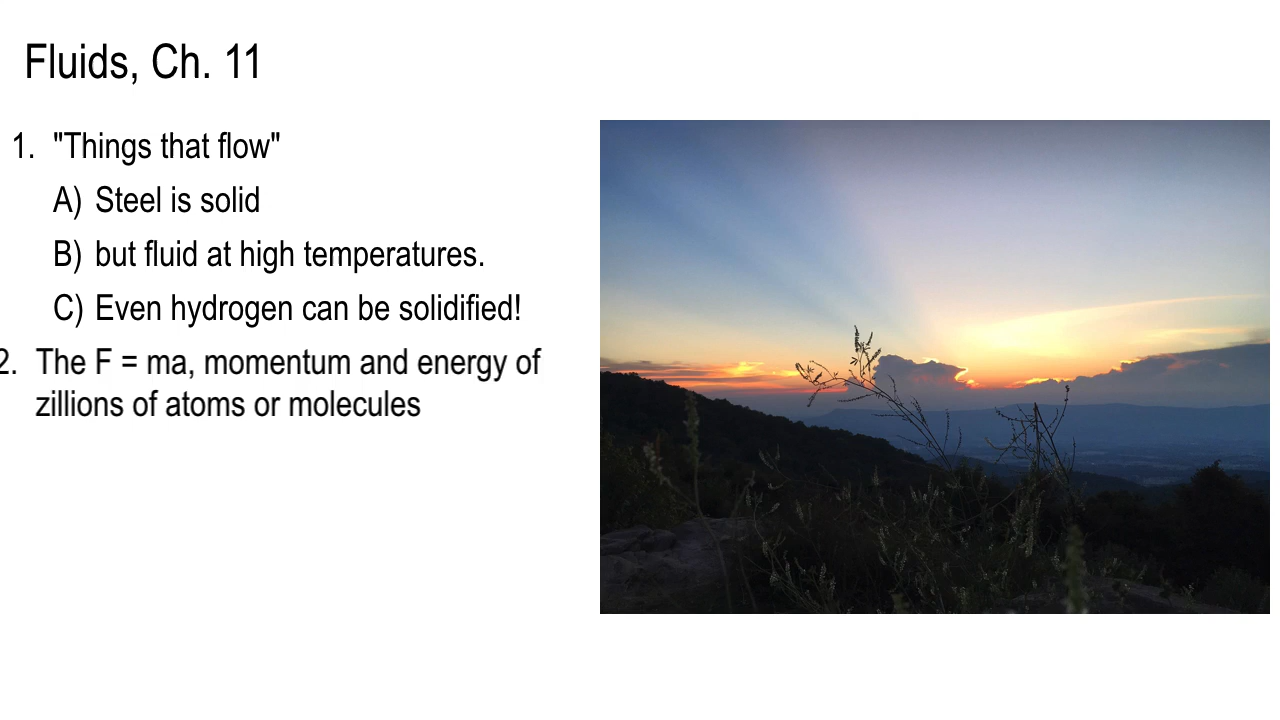 Fluids, Ch. 11
1. "Things that flow"
A) Steel is solid
B) but fluid at high temperatures.
C) Even hydrogen can be solidified!
2. The F = ma, momentum and energy of
zillions of atoms or molecules